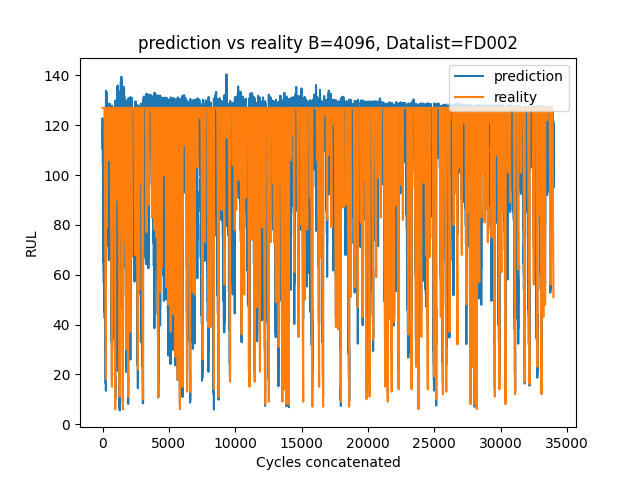 prediction vs reality B=4096, Datalist=FD002
prediction
reality
RUL
140
120
100
80
60
40
20
0
0 5000 10000 15000 20000 25000 30000 35000
Cycles concatenated